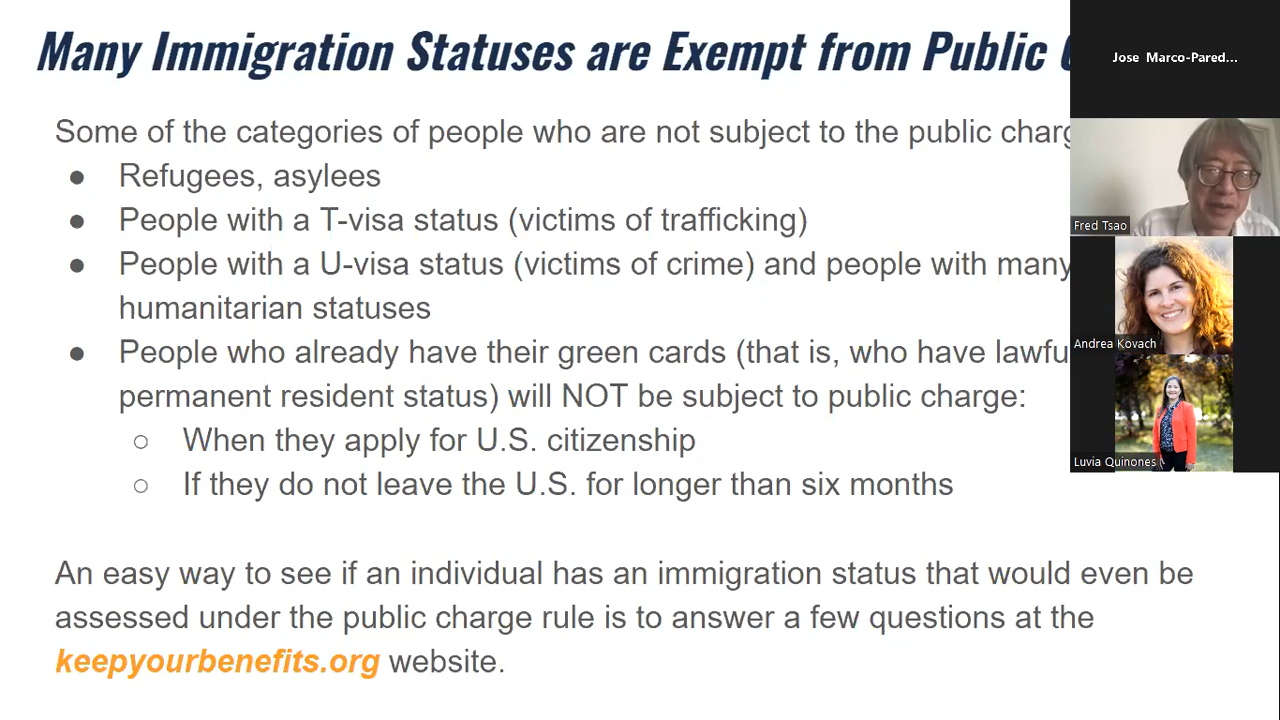 Many Immigration Statuses are Exempt from Public
Some of the categories of people who are not subject to the public
● Refugees, asylees
● People with a T-visa status (victims of trafficking)
● People with a U-visa status (victims of crime) and people with many
humanitarian statuses
● People who already have their green cards (that is, who have
permanent resident status) will NOT be subject to public charge:
○ When they apply for U.S. citizenship
○ If they do not leave the U.S. for longer than six months
An easy way to see if an individual has an immigration status that would even be
assessed under the public charge rule is to answer a few questions at the
keepyourbenefits.org website.
Jose Marco-Pared...
Fred Tsao
Andrea Kovach
Luvia Quinones (